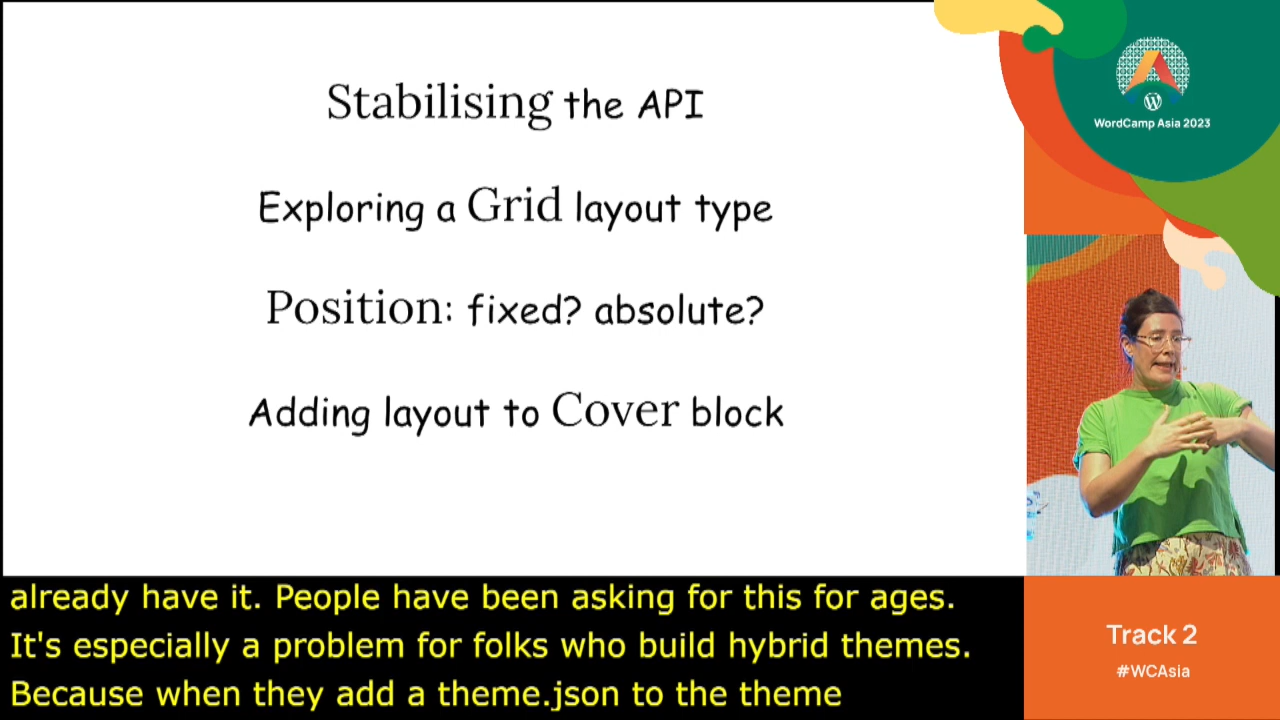 Stabilising the API
Exploring a Grid layout type
Position: fixed? absolute?
Adding layout to Cover block
already have it. People have been asking for this for ages.
It's especially a problem for folks who build hybrid themes.
Because when they add a theme.json to the theme
WordCamp Asia 2023
Track 2
#WCAsia